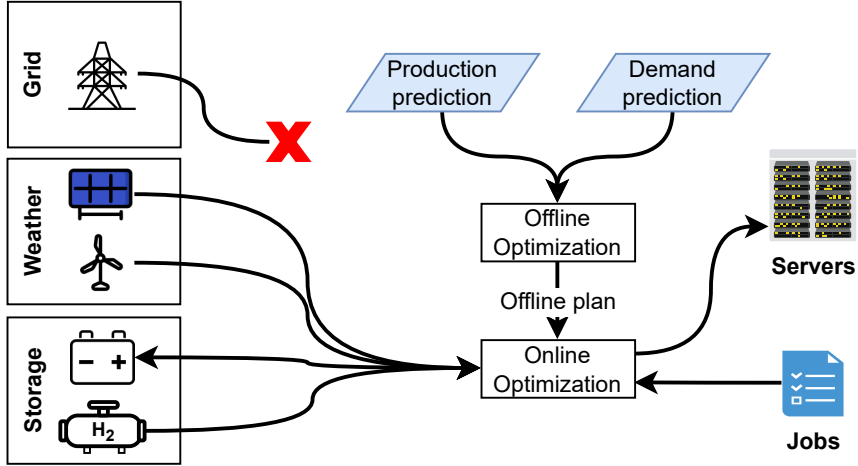 Grid
Weather
Storage
H2
Production
prediction
Demand
prediction
Offline
Optimization
Offline plan
Online
Optimization
Servers
Jobs